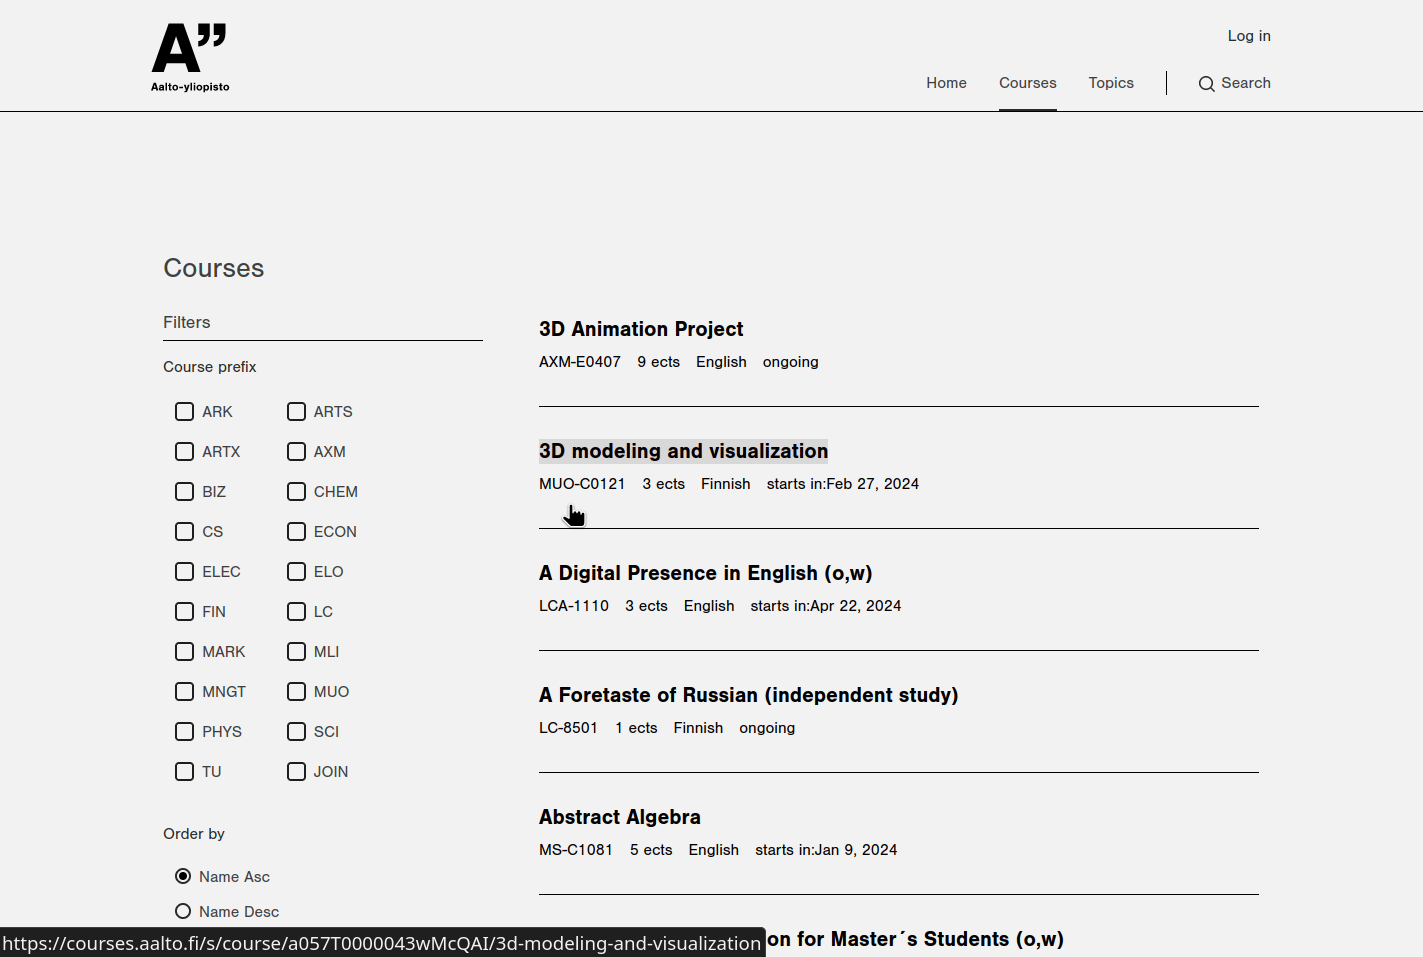 A”
Aalto-yliopisto
Log in
Home Courses Topics Search
Courses
Filters
Course prefix
ARK ARTS
ARTX AXM
BIZ CHEM
CS ECON
ELEC ELO
FIN LC
MARK MLI
MNGT MUO
PHYS SCI
TU JOIN
Order by
Name Asc
Name Desc
3D Animation Project
AXM-E0407 9 ects English ongoing
3D modeling and visualization
MUO-C0121 3 ects Finnish starts in:Feb 27, 2024
A Digital Presence in English (o,w)
LCA-1110 3 ects English starts in:Apr 22, 2024
A Foretaste of Russian (independent study)
LC-8501 1 ects Finnish ongoing
Abstract Algebra
MS-C1081 5 ects English starts in:Jan 9, 2024
on for Master´s Students (o,w)
https://courses.aalto.fi/s/course/a057T0000043wMcQAI/3d-modeling-and-visualization